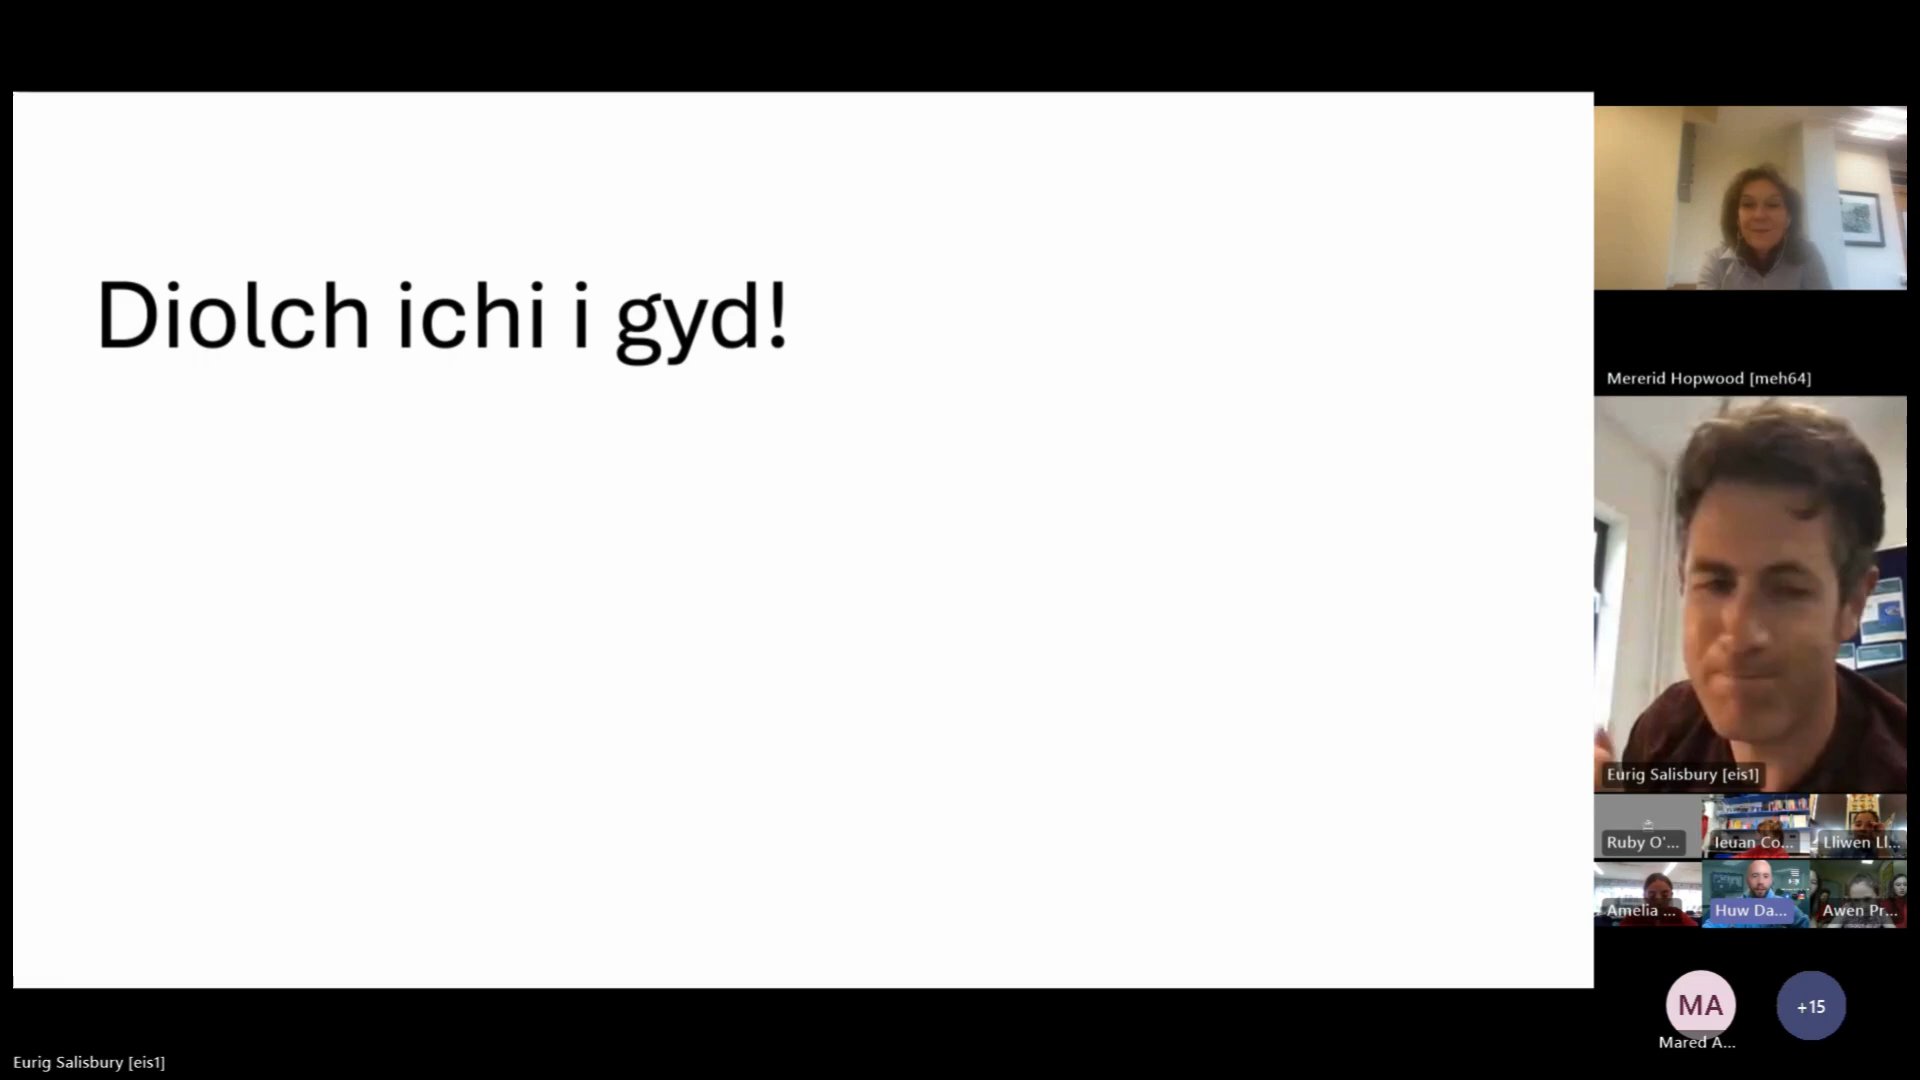 Diolch ichi i gyd!
Mererid Hopwood [meh64]
Eurig Salisbury [eis1]
Ruby O'...
Ieuan Co...
Lliwen Ll...
Amelia ...
Huw Da...
Awen Pr...
MA
+15
Mared A...
Eurig Salisbury [eis1]